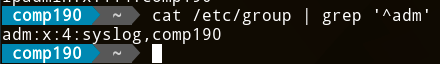 comp190 ~ cat /etc/group | grep '^adm'
adm:x:4:syslog,comp190
comp190 ~